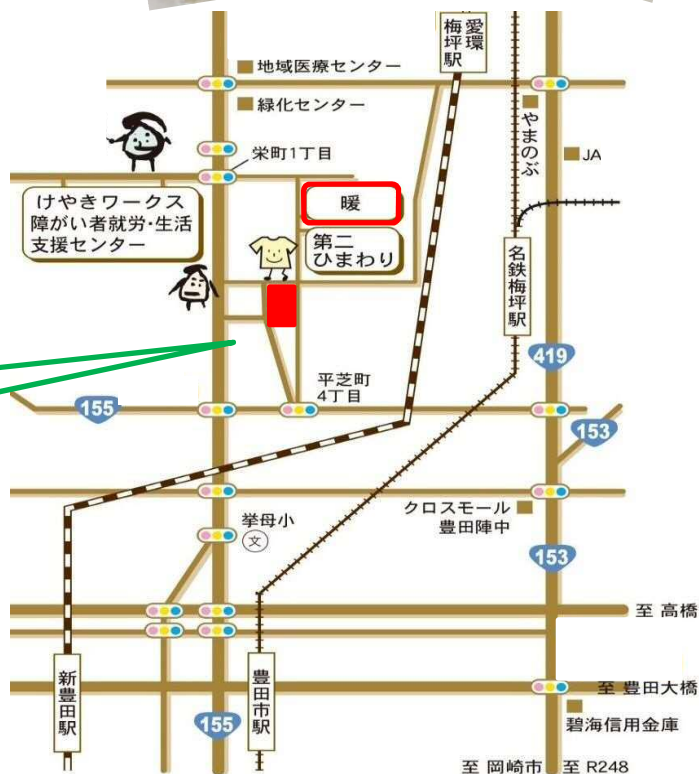 愛環
梅坪駅
地域医療センター
緑化センター
やまのぶ
JA
栄町1丁目
けやきワークス
障がい者就労・生活
支援センター
暖
第二
ひまわり
名鉄梅坪駅
419
平芝町
4丁目
155
153
クロスモール
豊田陣中
挙母小
文
153
至 高橋
新豊田駅
豊田市駅
至 豊田大橋
155
碧海信用金庫
至 岡崎市
至 R248